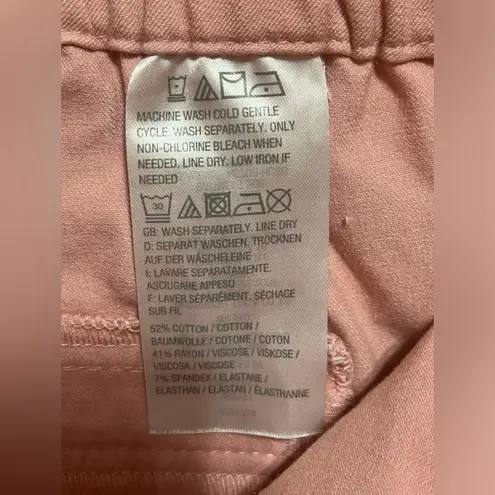 MACHINE WASH COLD GENTLE
CYCLE. WASH SEPARATELY. ONLY
NON-CHLORINE BLEACH WHEN
NEEDED. LINE DRY. LOW IRON IF
NEEDED
30
GB: WASH SEPARATELY. LINE DRY
D: SEPARAT WASCHEN. TROCKNEN
AUF DER WÄSCHELEINE
I: LAVARE SEPARATAMENTE.
ASCIUGARE APPESO
F: LAVER SÉPARÉMENT. SÉCHAGE
SUR FIL
52% COTTON / COTTON /
BAUMWOLLE / COTONE / COTON
41% RAYON / VISCOSE / VISKOSE /
VISCOSA / VISCOSE
7% SPANDEX / ELASTANE /
ELASTHAN / ELASTAN / ÉLASTHANNE